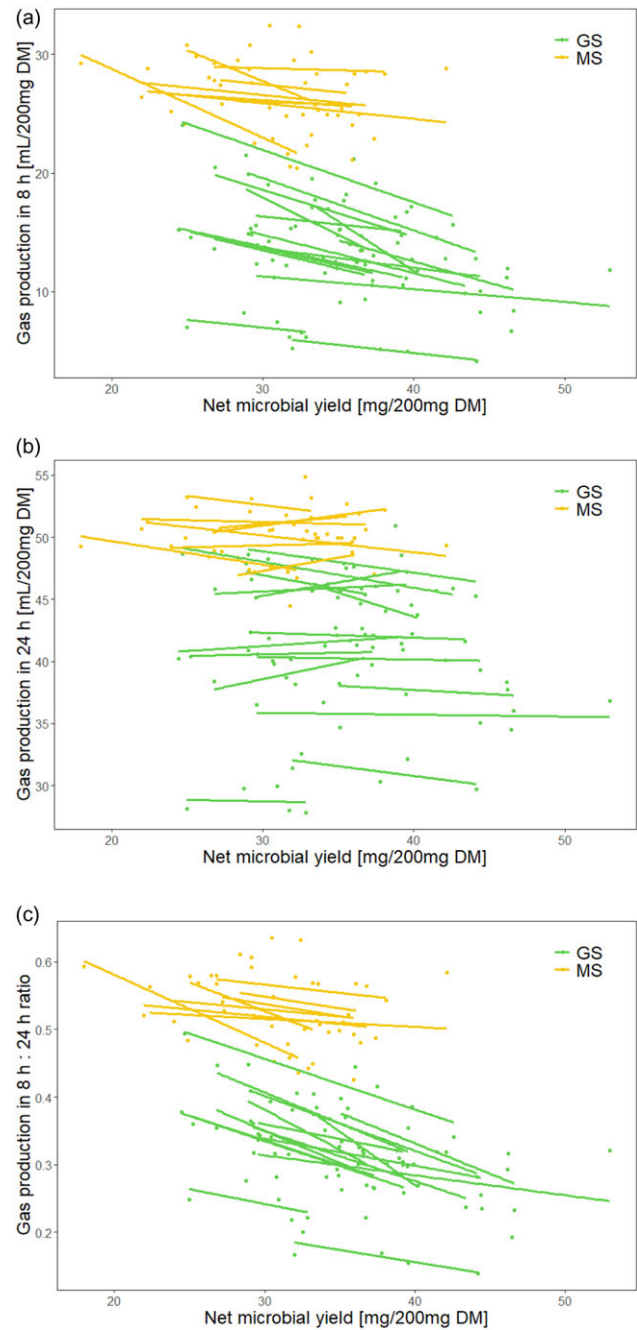 (a)
GS
MS
30
20
10
Gas production in 8 h [mL/200mg DM]
20 30 40 50
Net microbial yield [mg/200mg DM]
(b)
GS
MS
55
50
45
40
35
30
Gas production in 24 h [mL/200mg DM]
20 30 40 50
Net microbial yield [mg/200mg DM]
(c)
GS
MS
0.6
0.5
0.4
0.3
0.2
Gas production in 8 h : 24 h ratio
20 30 40 50
Net microbial yield [mg/200mg DM]